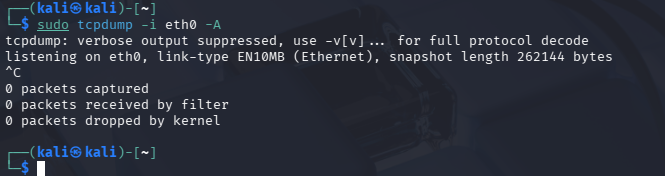 ┌──(kali㉿kali)-[~]
└─$ sudo tcpdump -i eth0 -A
tcpdump: verbose output suppressed, use -v[v]... for full protocol decode
listening on eth0, link-type EN10MB (Ethernet), snapshot length 262144 bytes
^C
0 packets captured
0 packets received by filter
0 packets dropped by kernel
┌──(kali㉿kali)-[~]
└─$